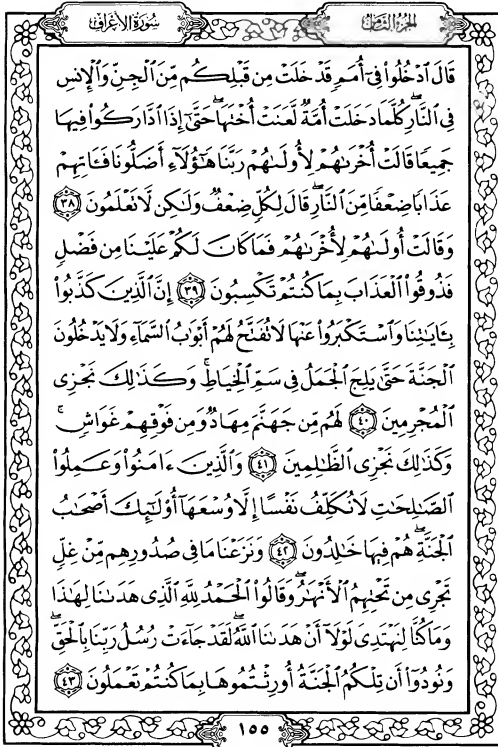 سورة الأعراف الجزء الثامن
قَالَ ٱدْخُلُوا۟ فِىٓ أُمَمٍ قَدْ خَلَتْ مِن قَبْلِكُم مِّنَ ٱلْجِنِّ وَٱلْإِنسِ
فِى ٱلنَّارِ ۖ كُلَّمَا دَخَلَتْ أُمَّةٌ لَّعَنَتْ أُخْتَهَا ۖ حَتَّىٰٓ إِذَا ٱدَّارَكُوا۟ فِيهَا
جَمِيعًا قَالَتْ أُخْرَىٰهُمْ لِأُولَىٰهُمْ رَبَّنَا هَٰٓؤُلَآءِ أَضَلُّونَا فَـَٔاتِهِمْ
عَذَابًا ضِعْفًا مِّنَ ٱلنَّارِ ۖ قَالَ لِكُلٍّ ضِعْفٌ وَلَٰكِن لَّا تَعْلَمُونَ ٣٨
وَقَالَتْ أُولَىٰهُمْ لِأُخْرَىٰهُمْ فَمَا كَانَ لَكُمْ عَلَيْنَا مِن فَضْلٍ
فَذُوقُوا۟ ٱلْعَذَابَ بِمَا كُنتُمْ تَكْسِبُونَ ٣٩ إِنَّ ٱلَّذِينَ كَذَّبُوا۟
بِـَٔايَٰتِنَا وَٱسْتَكْبَرُوا۟ عَنْهَا لَا تُفَتَّحُ لَهُمْ أَبْوَٰبُ ٱلسَّمَآءِ وَلَا يَدْخُلُونَ
ٱلْجَنَّةَ حَتَّىٰ يَلِجَ ٱلْجَمَلُ فِى سَمِّ ٱلْخِيَاطِ ۚ وَكَذَٰلِكَ نَجْزِى
ٱلْمُجْرِمِينَ ٤٠ لَهُم مِّن جَهَنَّمَ مِهَادٌ وَمِن فَوْقِهِمْ غَوَاشٍ ۚ
وَكَذَٰلِكَ نَجْزِى ٱلظَّٰلِمِينَ ٤١ وَٱلَّذِينَ ءَامَنُوا۟ وَعَمِلُوا۟
ٱلصَّٰلِحَٰتِ لَا نُكَلِّفُ نَفْسًا إِلَّا وُسْعَهَآ أُو۟لَٰٓئِكَ أَصْحَٰبُ
ٱلْجَنَّةِ ۖ هُمْ فِيهَا خَٰلِدُونَ ٤٢ وَنَزَعْنَا مَا فِى صُدُورِهِم مِّنْ غِلٍّ
تَجْرِى مِن تَحْتِهِمُ ٱلْأَنْهَٰرُ ۖ وَقَالُوا۟ ٱلْحَمْدُ لِلَّهِ ٱلَّذِى هَدَىٰنَا لِهَٰذَا
وَمَا كُنَّا لِنَهْتَدِىَ لَوْلَآ أَنْ هَدَىٰنَا ٱللَّهُ ۖ لَقَدْ جَآءَتْ رُسُلُ رَبِّنَا بِٱلْحَقِّ ۖ
وَنُودُوٓا۟ أَن تِلْكُمُ ٱلْجَنَّةُ أُورِثْتُمُوهَا بِمَا كُنتُمْ تَعْمَلُونَ ٤٣
١٥٥